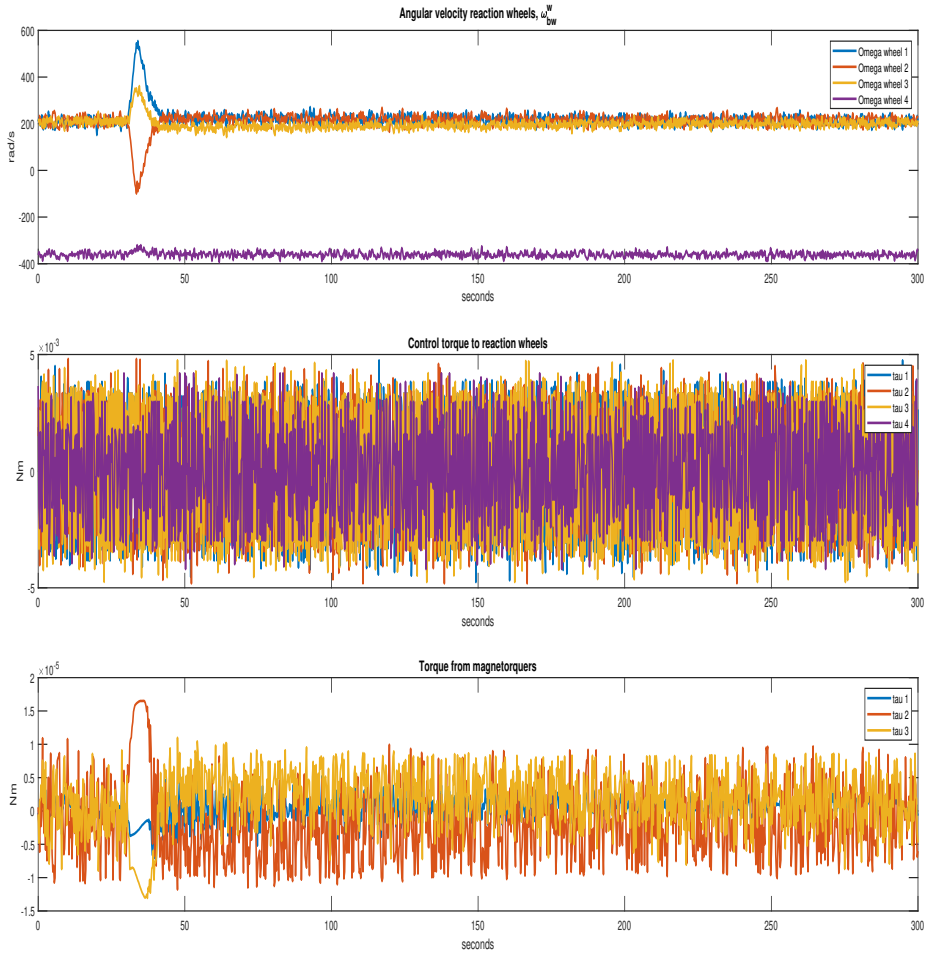 Angular velocity reaction wheels, ω^w_bw
600
400
200
0
-200
-400
rad/s
0 50 100 150 200 250 300
seconds
Omega wheel 1
Omega wheel 2
Omega wheel 3
Omega wheel 4
Control torque to reaction wheels
×10^-3
5
0
-5
Nm
0 50 100 150 200 250 300
seconds
tau 1
tau 2
tau 3
tau 4
Torque from magnetorquers
×10^-5
2
1.5
1
0.5
0
-0.5
-1
-1.5
Nm
0 50 100 150 200 250 300
seconds
tau 1
tau 2
tau 3